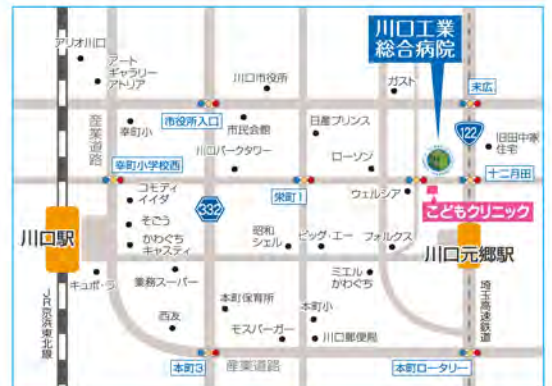 川口工業
総合病院
アリオ川口
アート
ギャラリー
アトリア
川口市役所
ガスト
末広
市役所入口
122
産業道路
幸町小
市民会館
日産プリンス
旧田中家
住宅
川口パークタワー
ローソン
幸町小学校西
栄町1
十二月田
コモディ
イイダ
ウェルシア
こどもクリニック
332
そごう
かわぐち
キャスティ
昭和
シェル
ビッグ・エー
フォルクス
川口駅
川口元郷駅
キュポ・ラ
業務スーパー
ミエル
かわぐち
JR京浜東北線
埼玉高速鉄道
本町保育所
西友
本町小
モスバーガー
川口郵便局
本町3
産業道路
本町ロータリー